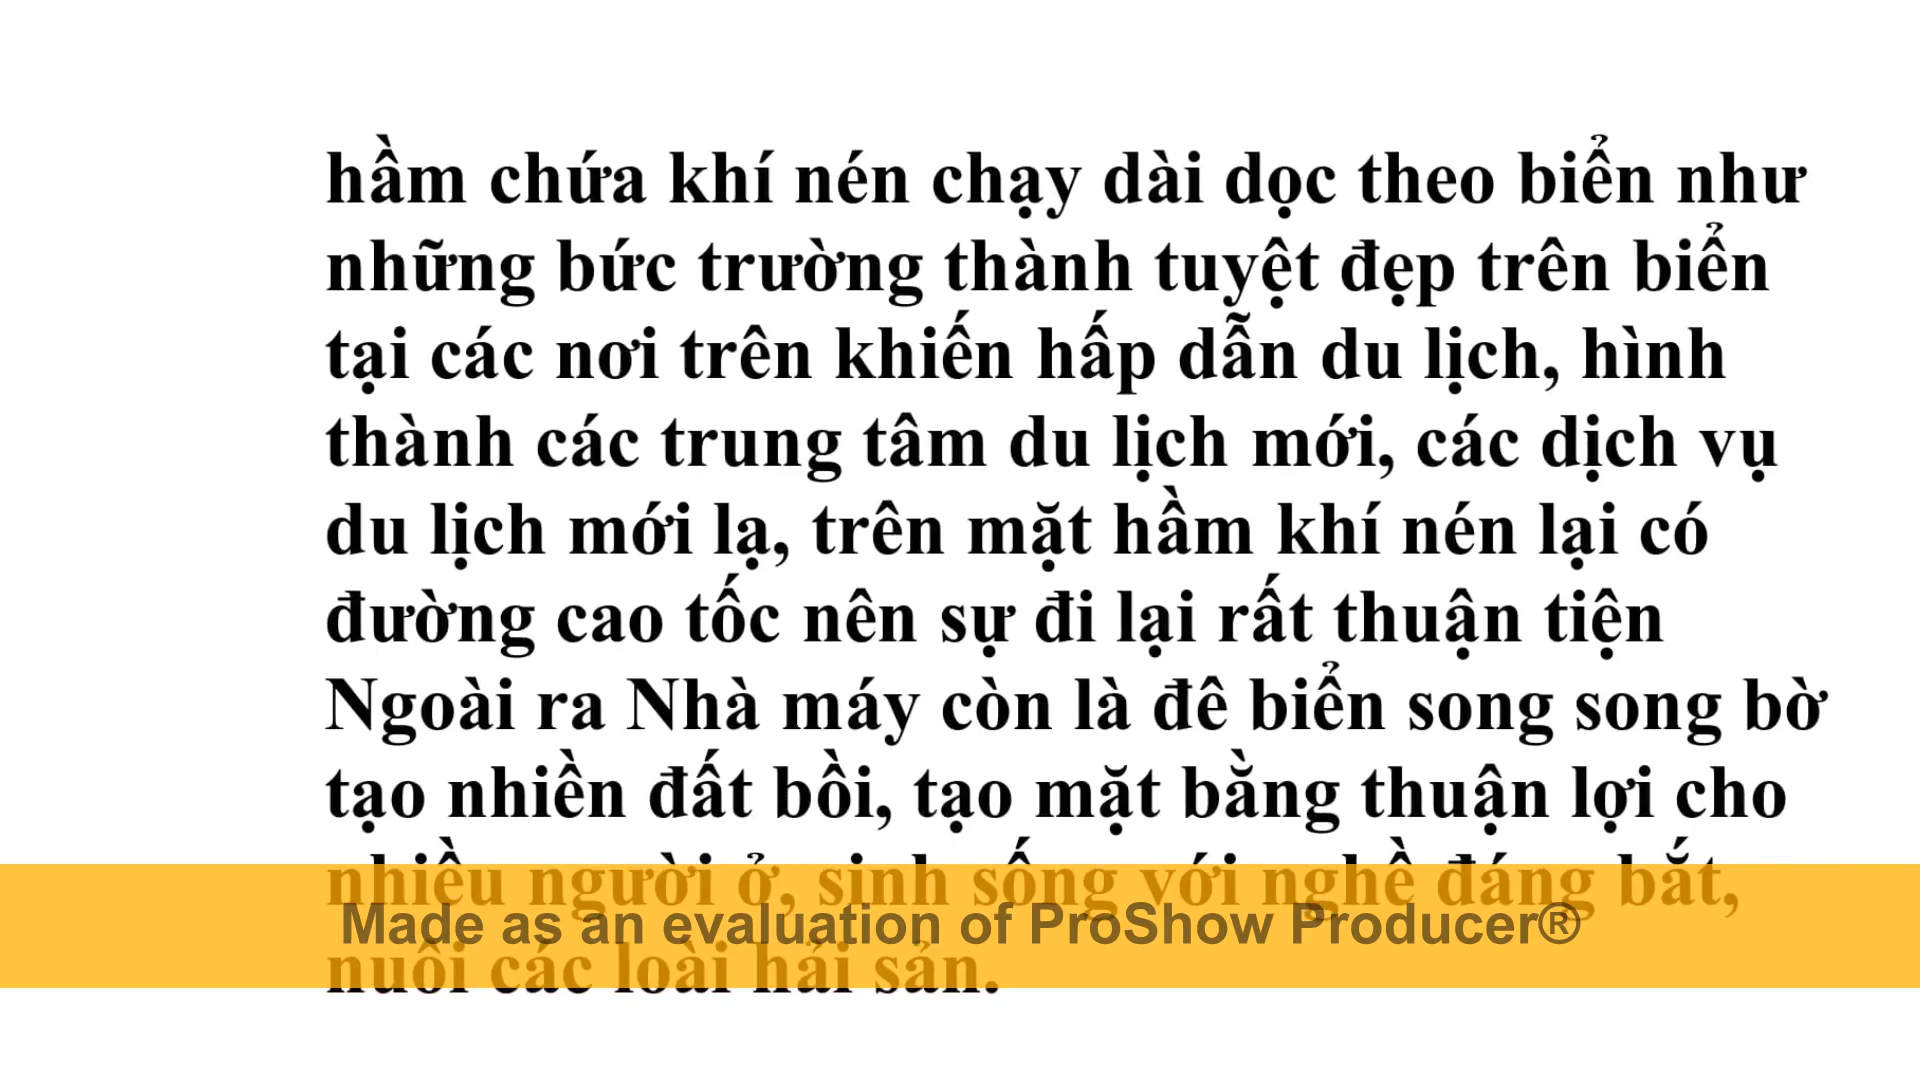 hầm chứa khí nén chạy dài dọc theo biển như
những bức trường thành tuyệt đẹp trên biển
tại các nơi trên khiến hấp dẫn du lịch, hình
thành các trung tâm du lịch mới, các dịch vụ
du lịch mới lạ, trên mặt hầm khí nén lại có
đường cao tốc nên sự đi lại rất thuận tiện
Ngoài ra Nhà máy còn là đê biển song song bờ
tạo nhiền đất bồi, tạo mặt bằng thuận lợi cho
nhiều người ở, sinh sống với nghề đáng bắt,
Made as an evaluation of ProShow Producer®
nuôi các loài hải sản.